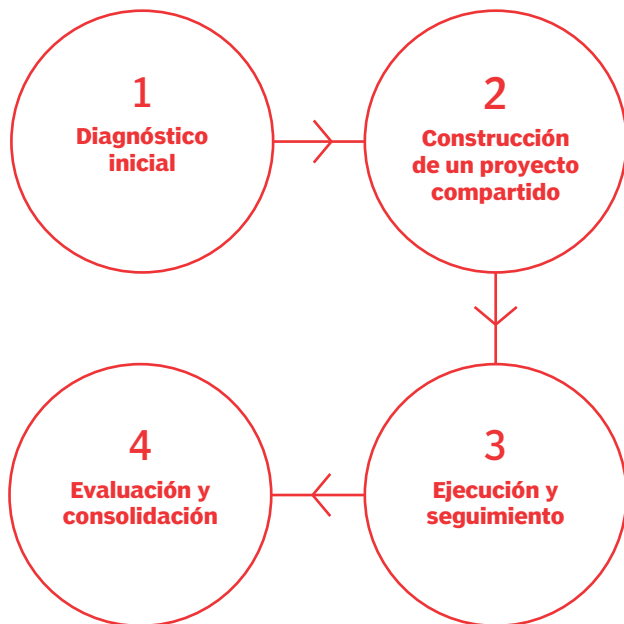 1
Diagnóstico
inicial
2
Construcción
de un proyecto
compartido
3
Ejecución y
seguimiento
4
Evaluación y
consolidación